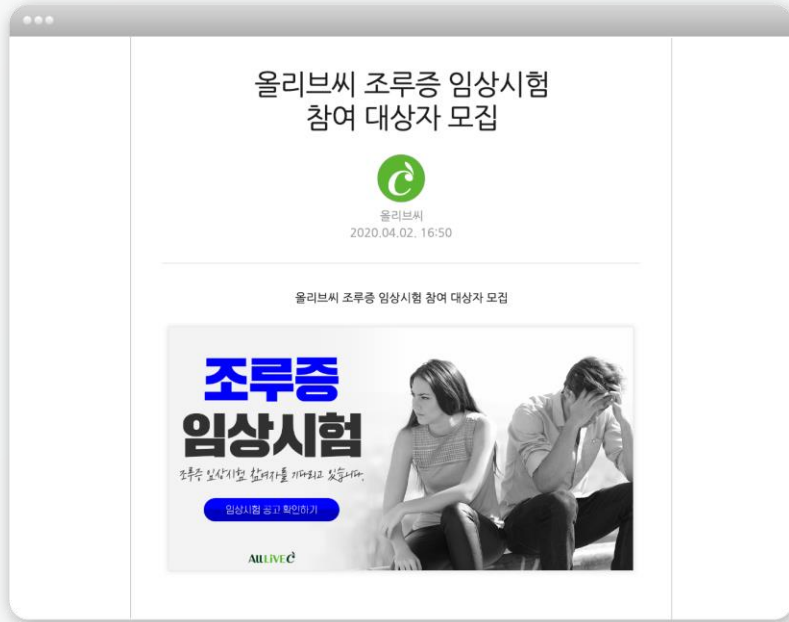 올리브씨 조루증 임상시험
참여 대상자 모집
올리브씨
2020.04.02. 16:50
올리브씨 조루증 임상시험 참여 대상자 모집
조루증
임상시험
조루증 임상시험 참여자를 기다리고 있습니다.
임상시험 공고 확인하기
ALLLiVE C